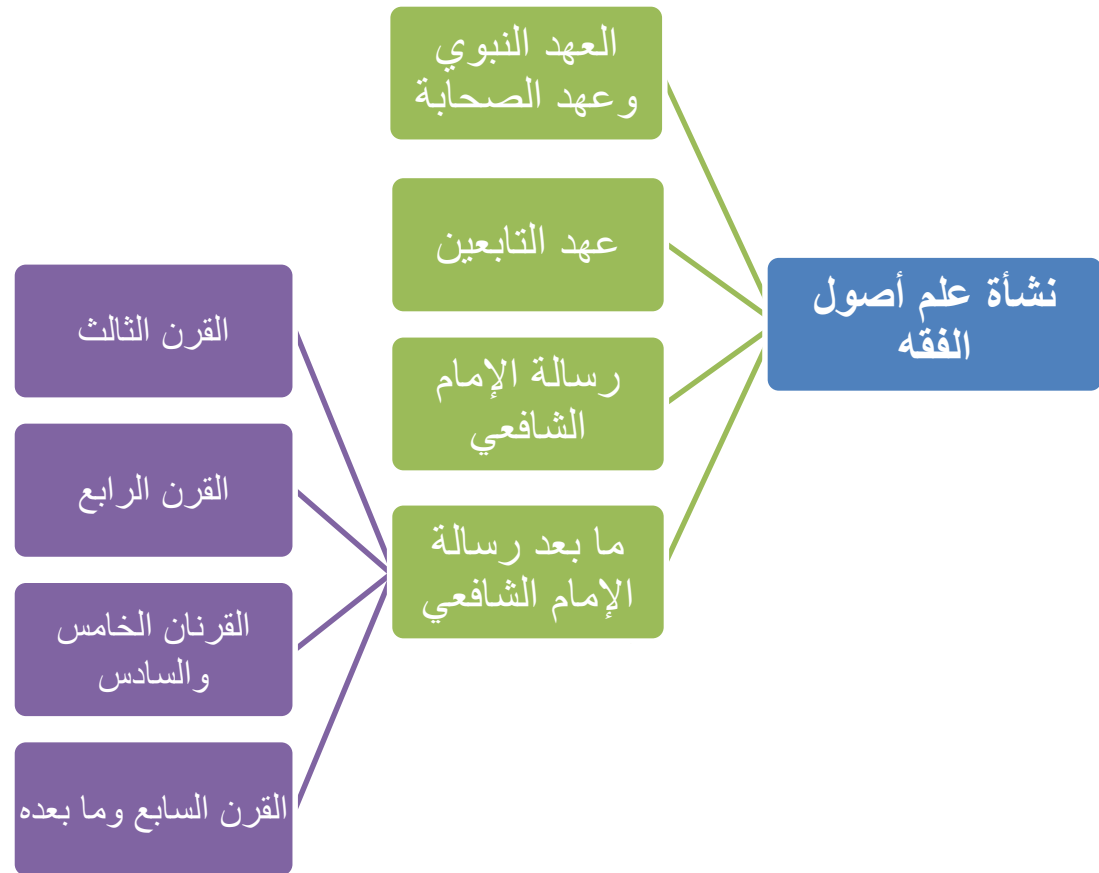 نشأة علم أصول
الفقه
العهد النبوي
وعهد الصحابة
عهد التابعين
رسالة الإمام
الشافعي
ما بعد رسالة
الإمام الشافعي
القرن الثالث
القرن الرابع
القرنان الخامس
والسادس
القرن السابع وما بعده